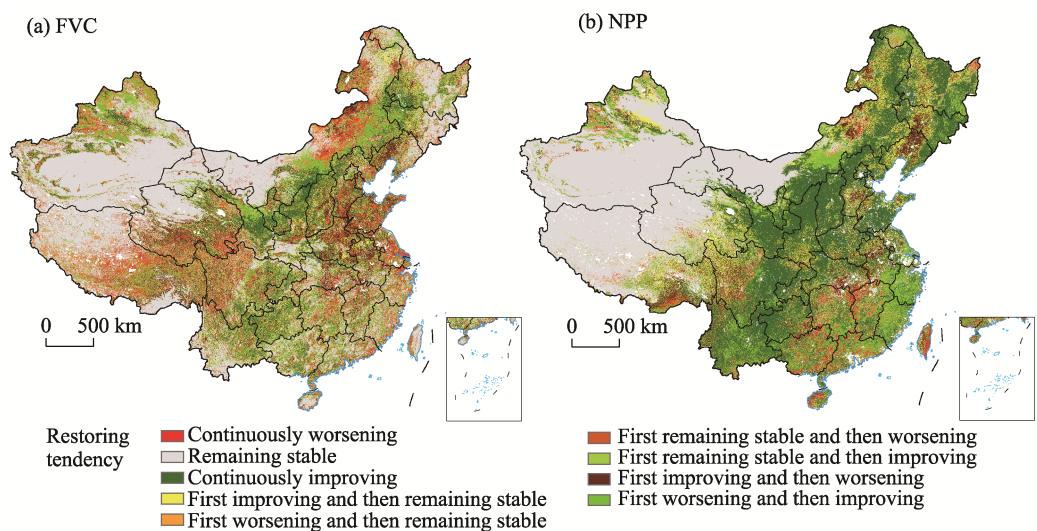 (a) FVC
(b) NPP
0 500 km
0 500 km
Restoring
tendency
Continuously worsening
Remaining stable
Continuously improving
First improving and then remaining stable
First worsening and then remaining stable
First remaining stable and then worsening
First remaining stable and then improving
First improving and then worsening
First worsening and then improving